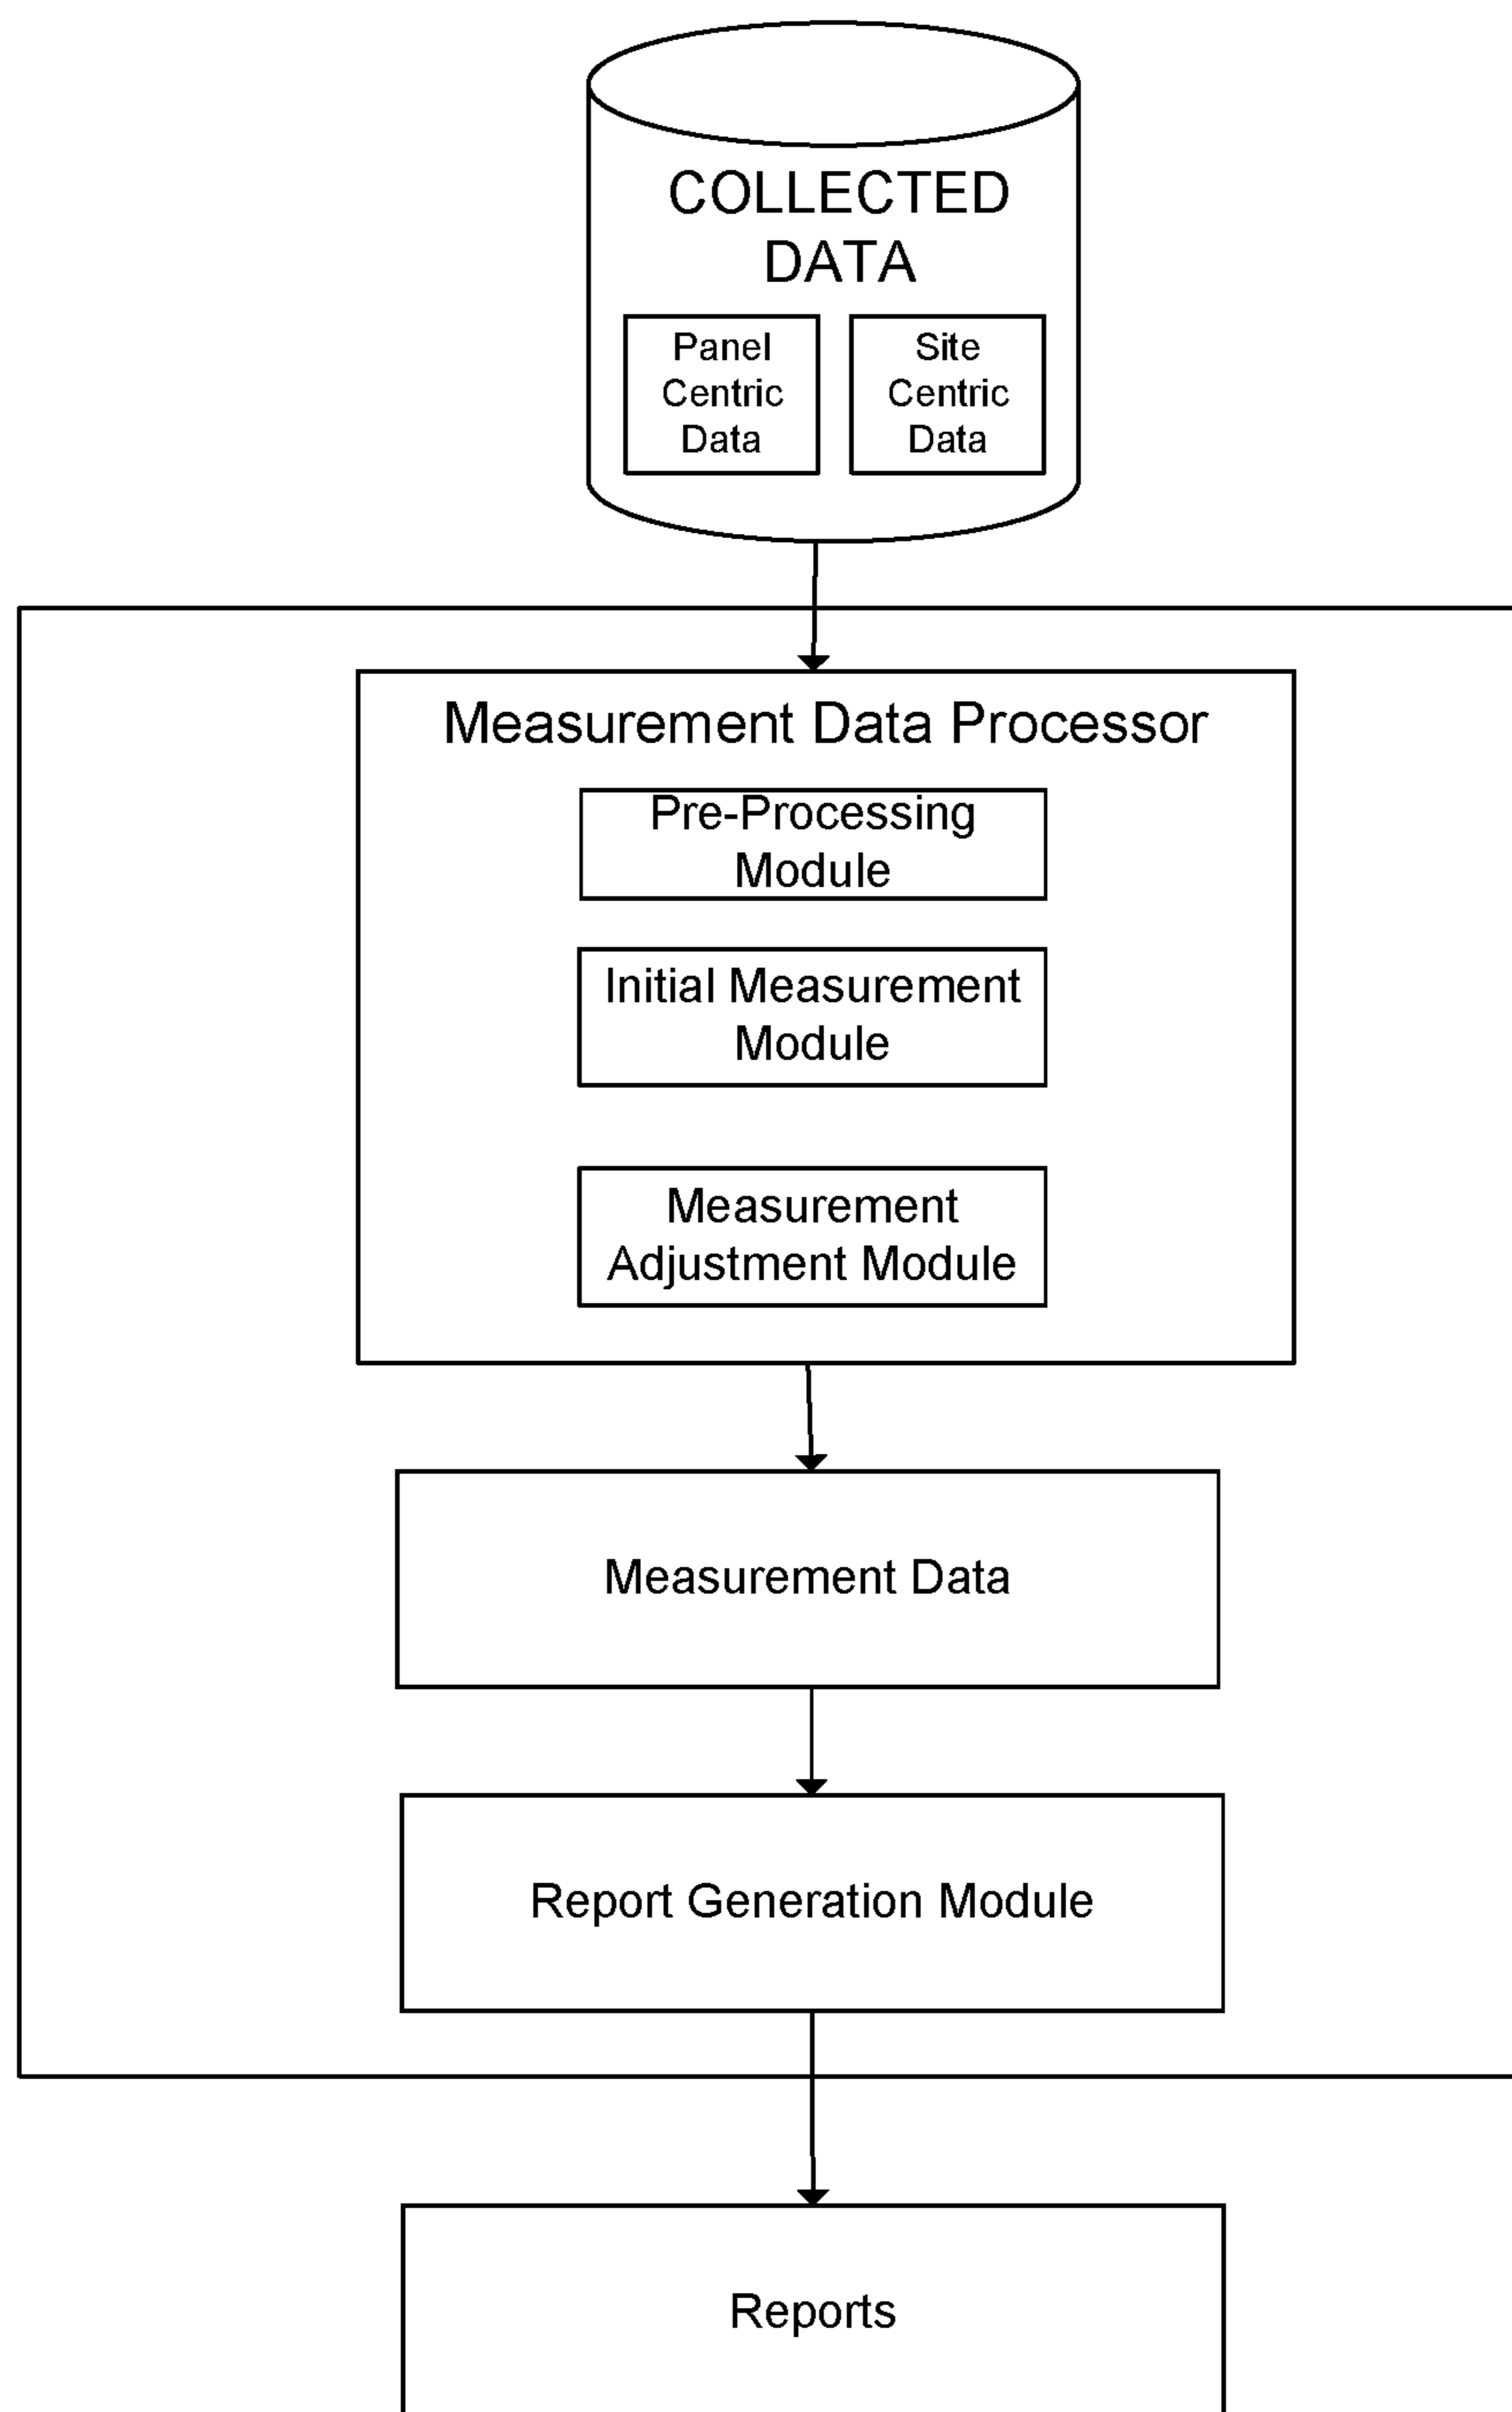 COLLECTED
DATA
Panel
Centric
Data
Site
Centric
Data
Measurement Data Processor
Pre-Processing
Module
Initial Measurement
Module
Measurement
Adjustment Module
Measurement Data
Report Generation Module
Reports